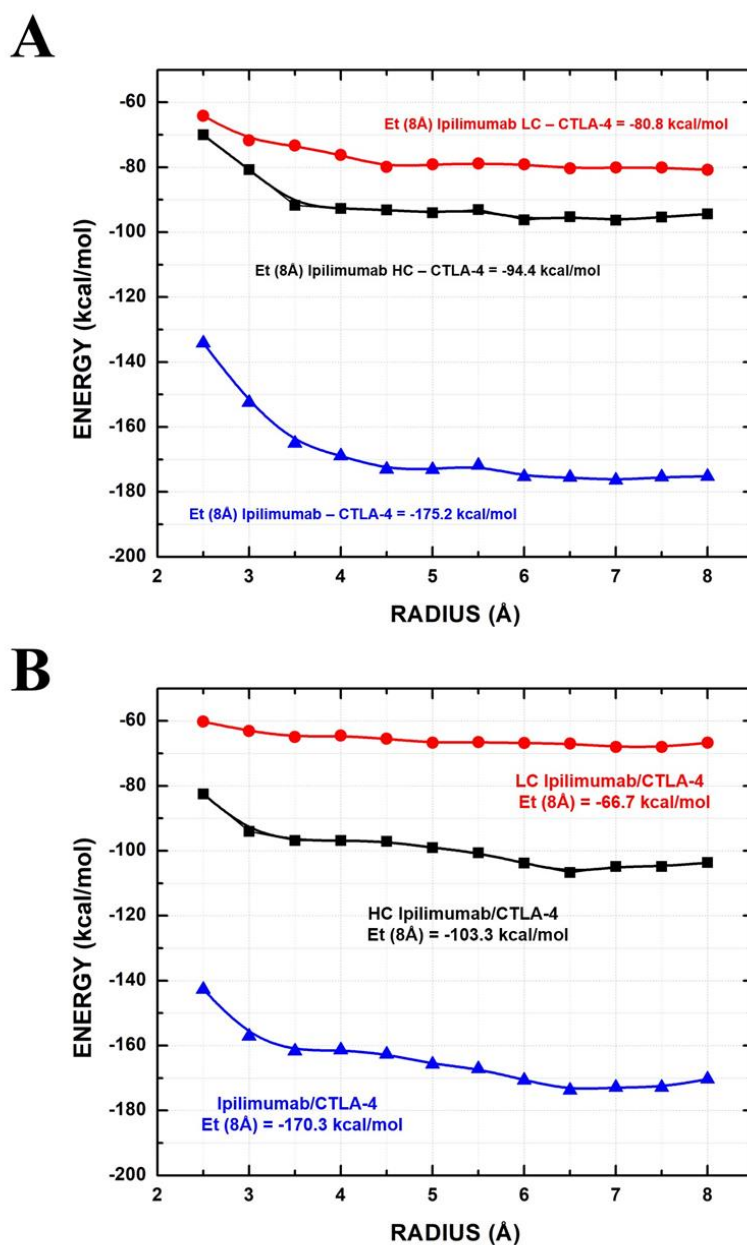 A
-60
-80
-100
-120
-140
-160
-180
-200
ENERGY (kcal/mol)
Et (8Å) Ipilimumab LC – CTLA-4 = -80.8 kcal/mol
Et (8Å) Ipilimumab HC – CTLA-4 = -94.4 kcal/mol
Et (8Å) Ipilimumab – CTLA-4 = -175.2 kcal/mol
2 3 4 5 6 7 8
RADIUS (Å)
B
-60
-80
-100
-120
-140
-160
-180
-200
ENERGY (kcal/mol)
LC Ipilimumab/CTLA-4
Et (8Å) = -66.7 kcal/mol
HC Ipilimumab/CTLA-4
Et (8Å) = -103.3 kcal/mol
Ipilimumab/CTLA-4
Et (8Å) = -170.3 kcal/mol
2 3 4 5 6 7 8
RADIUS (Å)